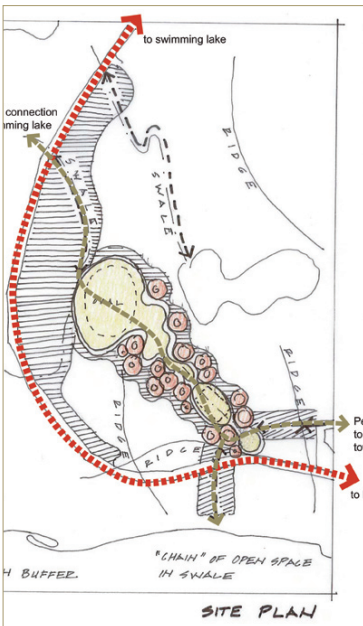 to swimming lake
connection
mming lake
SWALE
SWALE
RIDGE
RIDGE
RIDGE
RIDGE
Pe
to
to
to
"CHAIN" OF OPEN SPACE
IN SWALE
H BUFFER
SITE PLAN